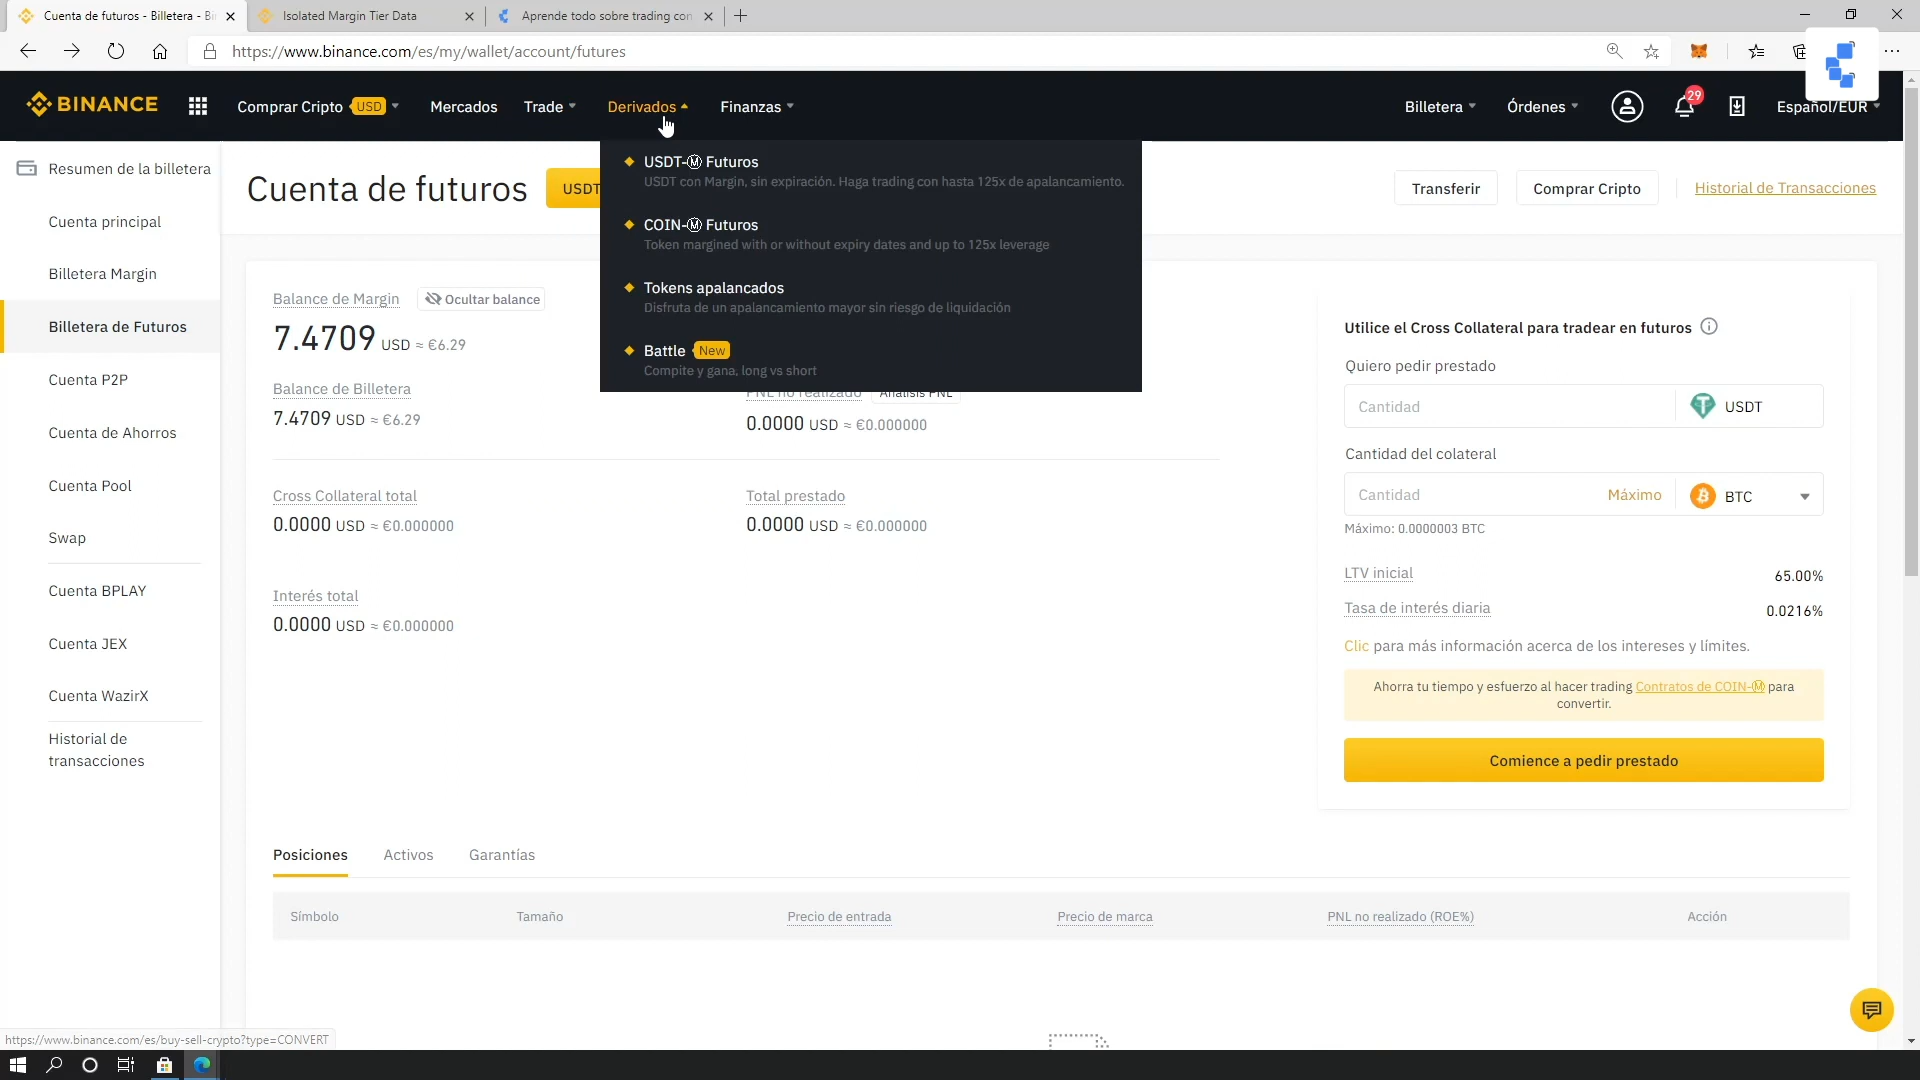 Cuenta de futuros - Billetera - Bi
Isolated Margin Tier Data
Aprende todo sobre trading con
https://www.binance.com/es/my/wallet/account/futures
BINANCE
Comprar Cripto USD
Mercados
Trade
Derivados
Finanzas
Billetera
Órdenes
29
Español/EUR
Resumen de la billetera
Cuenta principal
Billetera Margin
Billetera de Futuros
Cuenta P2P
Cuenta de Ahorros
Cuenta Pool
Swap
Cuenta BPLAY
Cuenta JEX
Cuenta WazirX
Historial de
transacciones
Cuenta de futuros
USDT
Transferir
Comprar Cripto
Historial de Transacciones
USDT-Ⓜ Futuros
USDT con Margin, sin expiración. Haga trading con hasta 125x de apalancamiento.
COIN-Ⓜ Futuros
Token margined with or without expiry dates and up to 125x leverage
Tokens apalancados
Disfruta de un apalancamiento mayor sin riesgo de liquidación
Battle New
Compite y gana, long vs short
Balance de Margin
Ocultar balance
7.4709 USD ≈ €6.29
Balance de Billetera
7.4709 USD ≈ €6.29
PNL no realizado
Análisis PNL
0.0000 USD ≈ €0.000000
Cross Collateral total
0.0000 USD ≈ €0.000000
Total prestado
0.0000 USD ≈ €0.000000
Interés total
0.0000 USD ≈ €0.000000
Utilice el Cross Collateral para tradear en futuros
Quiero pedir prestado
Cantidad
USDT
Cantidad del colateral
Cantidad
Máximo
BTC
Máximo: 0.0000003 BTC
LTV inicial
65.00%
Tasa de interés diaria
0.0216%
Clic para más información acerca de los intereses y límites.
Ahorra tu tiempo y esfuerzo al hacer trading Contratos de COIN-Ⓜ para
convertir.
Comience a pedir prestado
Posiciones
Activos
Garantías
Símbolo
Tamaño
Precio de entrada
Precio de marca
PNL no realizado (ROE%)
Acción
https://www.binance.com/es/buy-sell-crypto?type=CONVERT